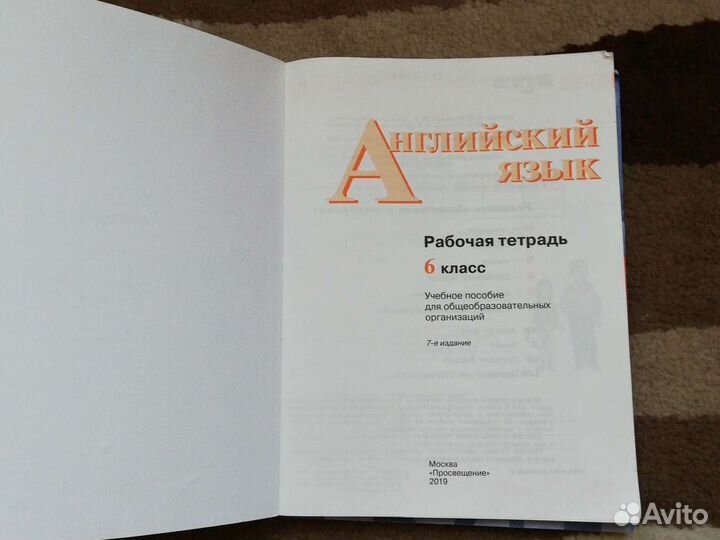 Английский
язык
Рабочая тетрадь
6 класс
Учебное пособие
для общеобразовательных
организаций
7-е издание
Москва
«Просвещение»
2019
Avito